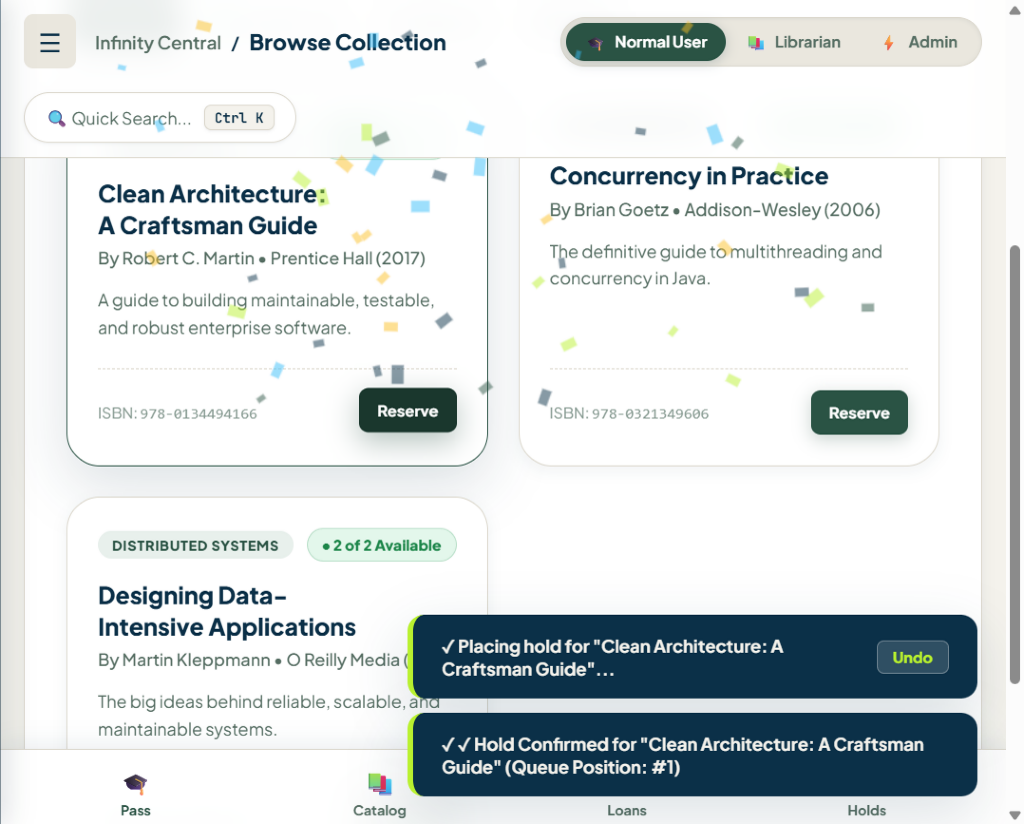 ☰ Infinity Central / Browse Collection
Normal User Librarian Admin
Quick Search... Ctrl K
Clean Architecture:
A Craftsman Guide
By Robert C. Martin • Prentice Hall (2017)
A guide to building maintainable, testable,
and robust enterprise software.
ISBN: 978-0134494166 Reserve
Concurrency in Practice
By Brian Goetz • Addison-Wesley (2006)
The definitive guide to multithreading and
concurrency in Java.
ISBN: 978-0321349606 Reserve
DISTRIBUTED SYSTEMS ● 2 of 2 Available
Designing Data-
Intensive Applications
By Martin Kleppmann • O Reilly Media (
The big ideas behind reliable, scalable, and
maintainable systems.
✓ Placing hold for "Clean Architecture: A
Craftsman Guide"...
Undo
✓ ✓ Hold Confirmed for "Clean Architecture: A Craftsman
Guide" (Queue Position: #1)
Pass Catalog Loans Holds